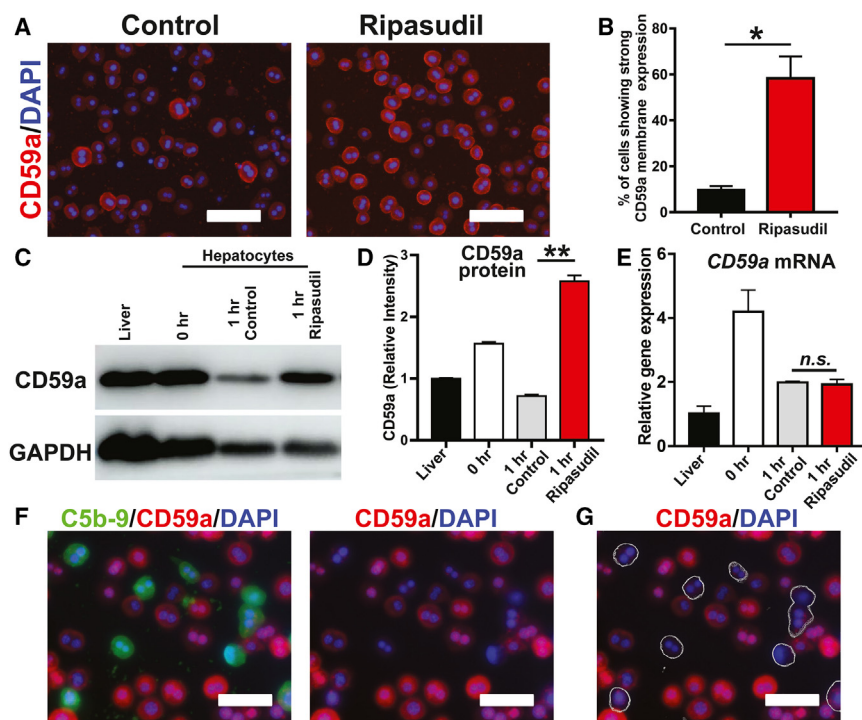 A
Control
Ripasudil
CD59a/DAPI
B
*
% of cells showing strong
CD59a membrane expression
80
60
40
20
0
Control
Ripasudil
C
Hepatocytes
Liver
0 hr
1 hr
Control
1 hr
Ripasudil
CD59a
GAPDH
D
CD59a
protein
**
CD59a (Relative Intensity)
3
2
1
0
Liver
0 hr
1 hr
Control
1 hr
Ripasudil
E
CD59a mRNA
n.s.
Relative gene expression
6
4
2
0
Liver
0 hr
1 hr
Control
1 hr
Ripasudil
F
C5b-9/CD59a/DAPI
CD59a/DAPI
G
CD59a/DAPI